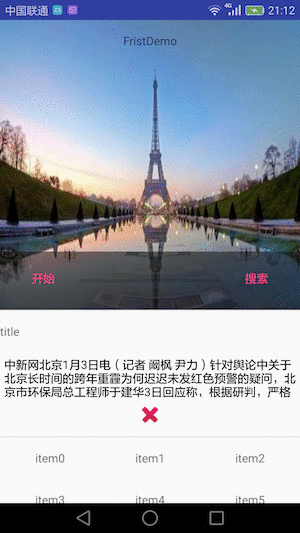 中国联通 4G 21:12
FristDemo
开始 搜索
title
中新网北京1月3日电（记者 阚枫 尹力）针对舆论中关于
北京长时间的跨年重霾为何迟迟未发红色预警的疑问，北
京市环保局总工程师于建华3日回应称，根据研判，严格
item0 item1 item2
item3 item4 item5